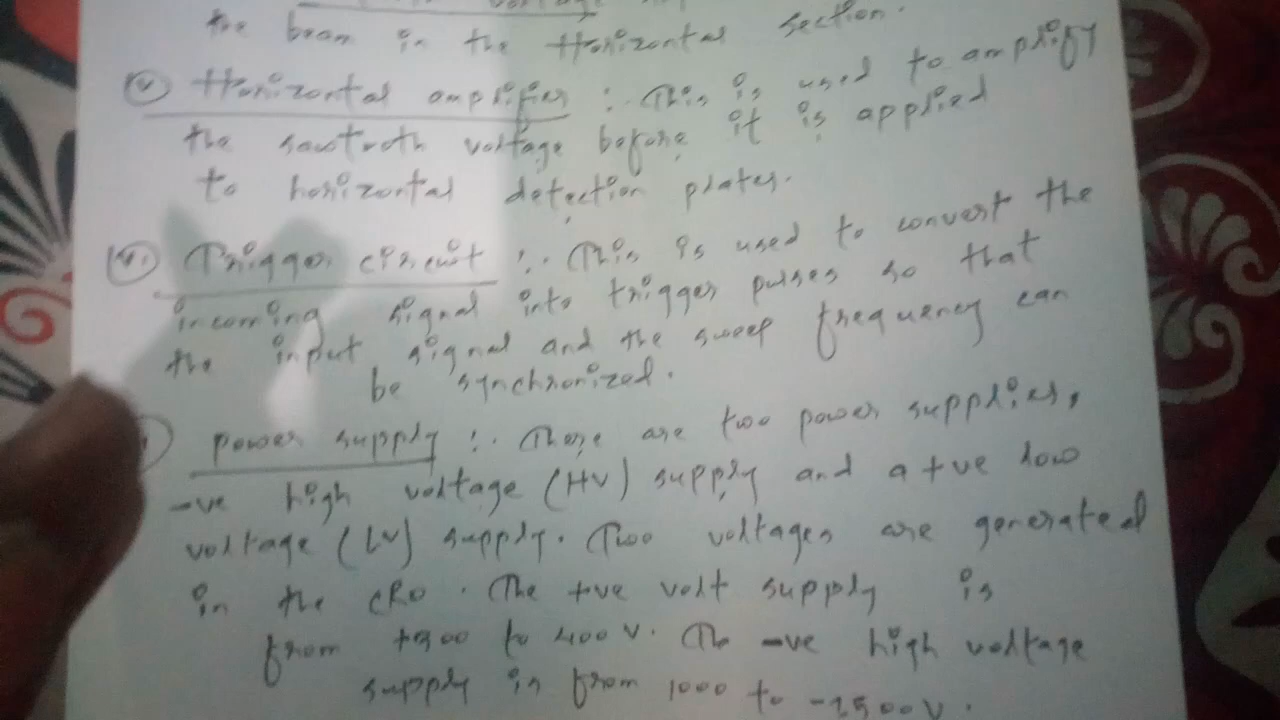 the beam in the Horizontal section.
(v) Horizontal amplifier :. This is used to amplify
the sawtooth voltage before it is applied
to horizontal detection plates.
(vi) Trigger circuit :. This is used to convert the
incoming signal into trigger pulses so that
the input signal and the sweep frequency can
be synchronized.
power supply :. There are two power supplies,
-ve high voltage (HV) supply and a +ve low
voltage (LV) supply. Two voltages are generated
in the CRO. The +ve volt supply is
from to 400 V. The -ve high voltage
supply is from 1000 to -1500 V.